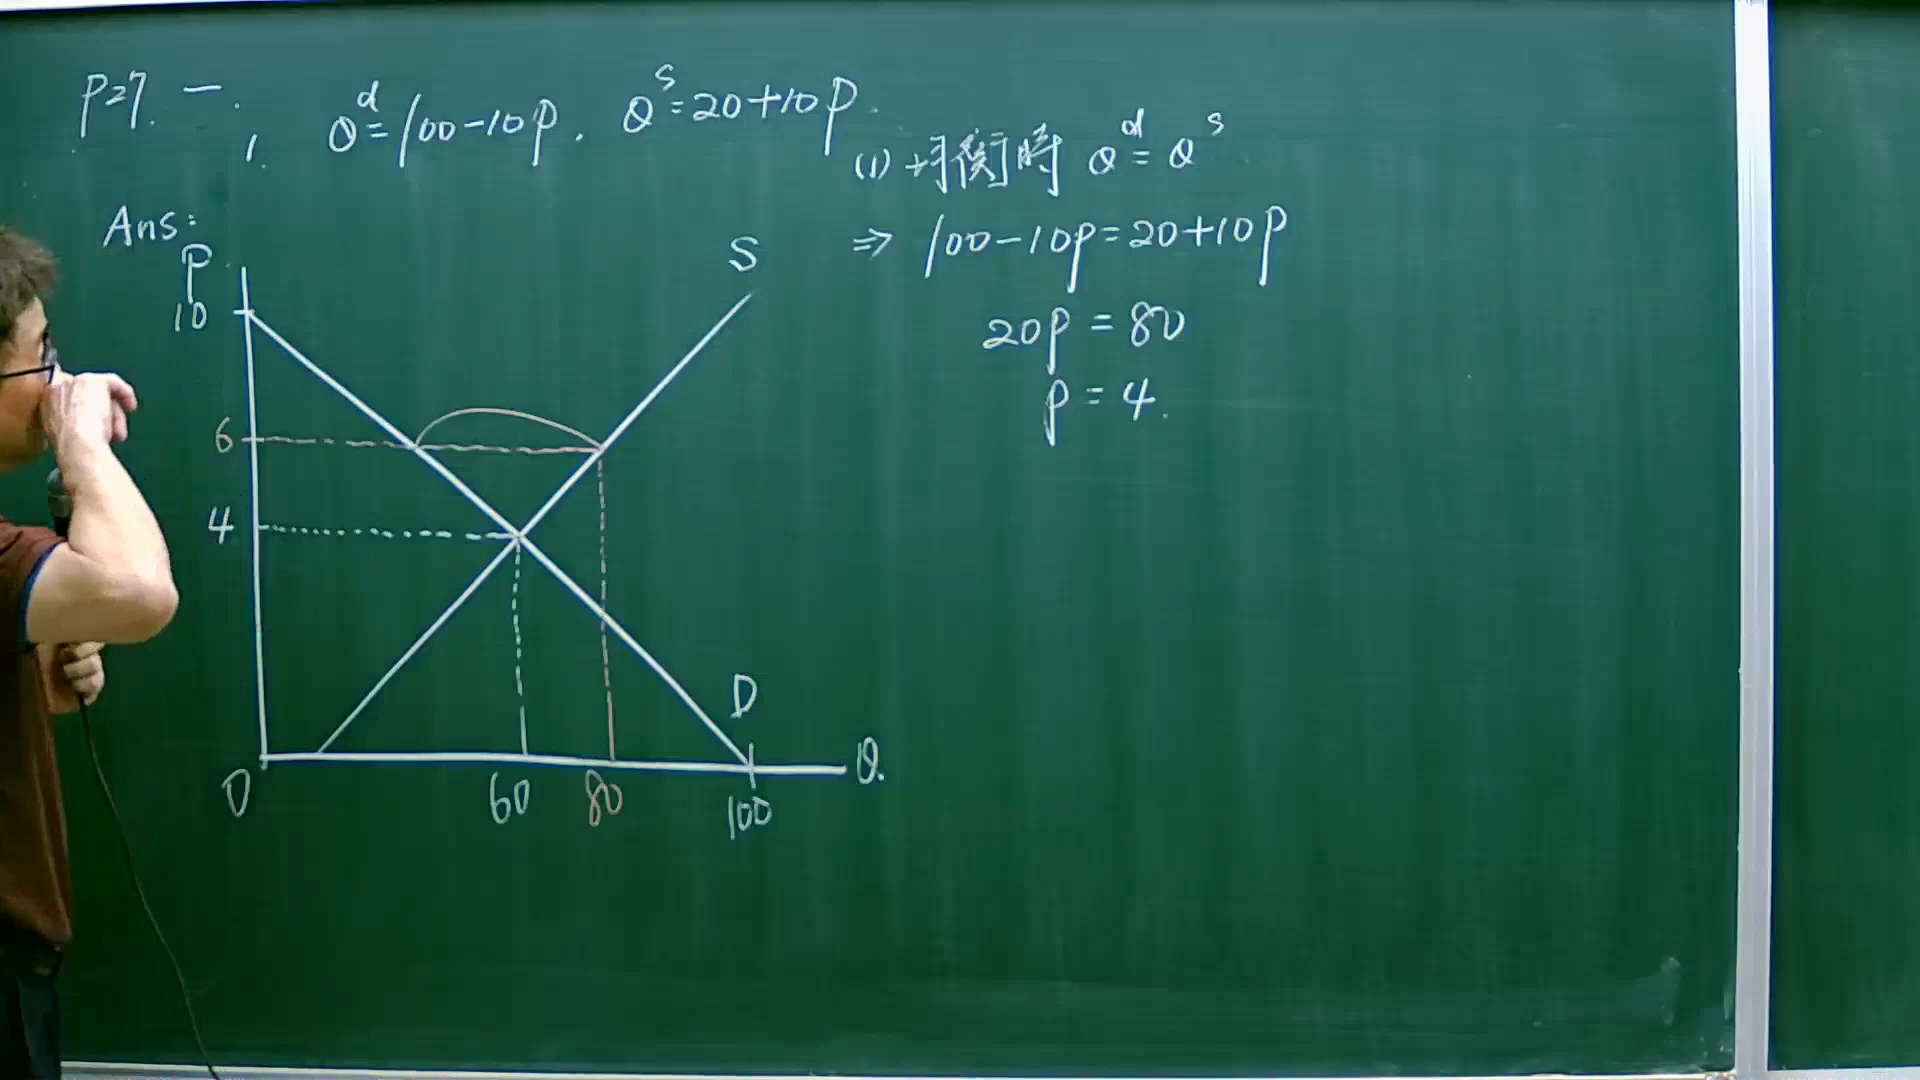 P27. 一.
1. Q^d=100-10P. Q^s=20+10P.
Ans:
P
10
6
4
0
60
80
100
Q.
S
D
(1) 均衡時 Q^d=Q^s
⇒ 100-10P=20+10P
20P=80
P=4.